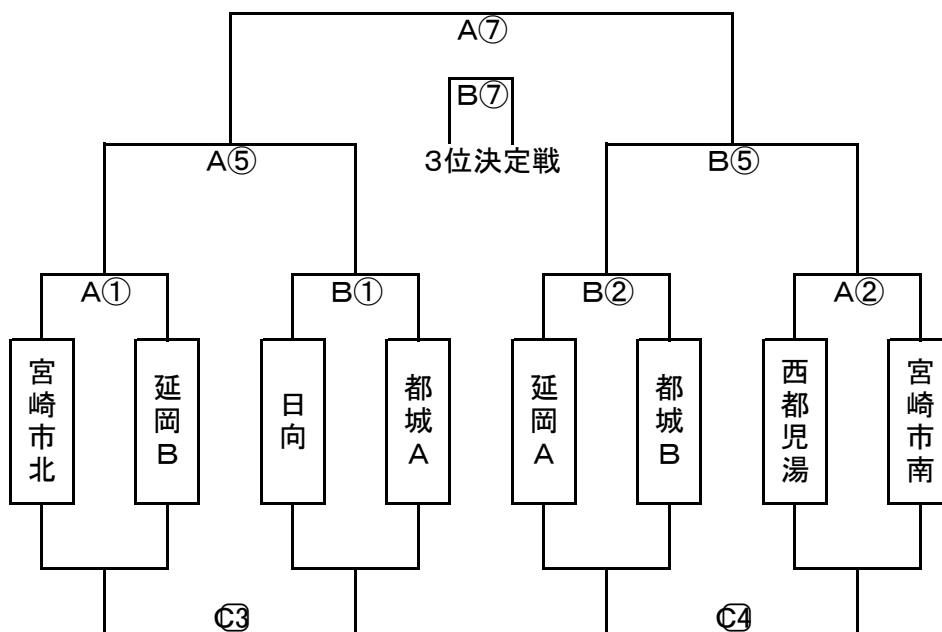 A⑦
B⑦
3位決定戦
A⑤
B⑤
A①
B①
B②
A②
宮崎市北
延岡B
日向
都城A
延岡A
都城B
西都児湯
宮崎市南
C3
C4